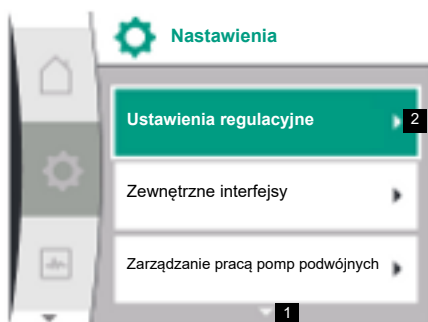 Nastawienia
Ustawienia regulacyjne
2
Zewnętrzne interfejsy
Zarządzanie pracą pomp podwójnych
1